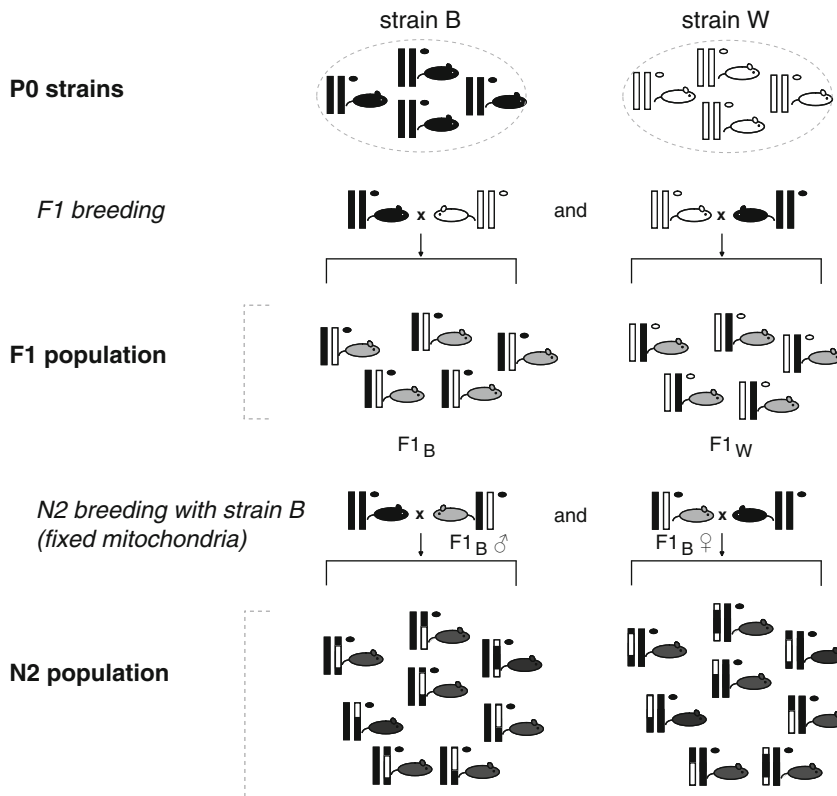 strain B
strain W
P0 strains
F1 breeding
x
and
x
F1 population
F1B
F1W
N2 breeding with strain B
(fixed mitochondria)
x
and
x
F1B ♂
F1B ♀
N2 population